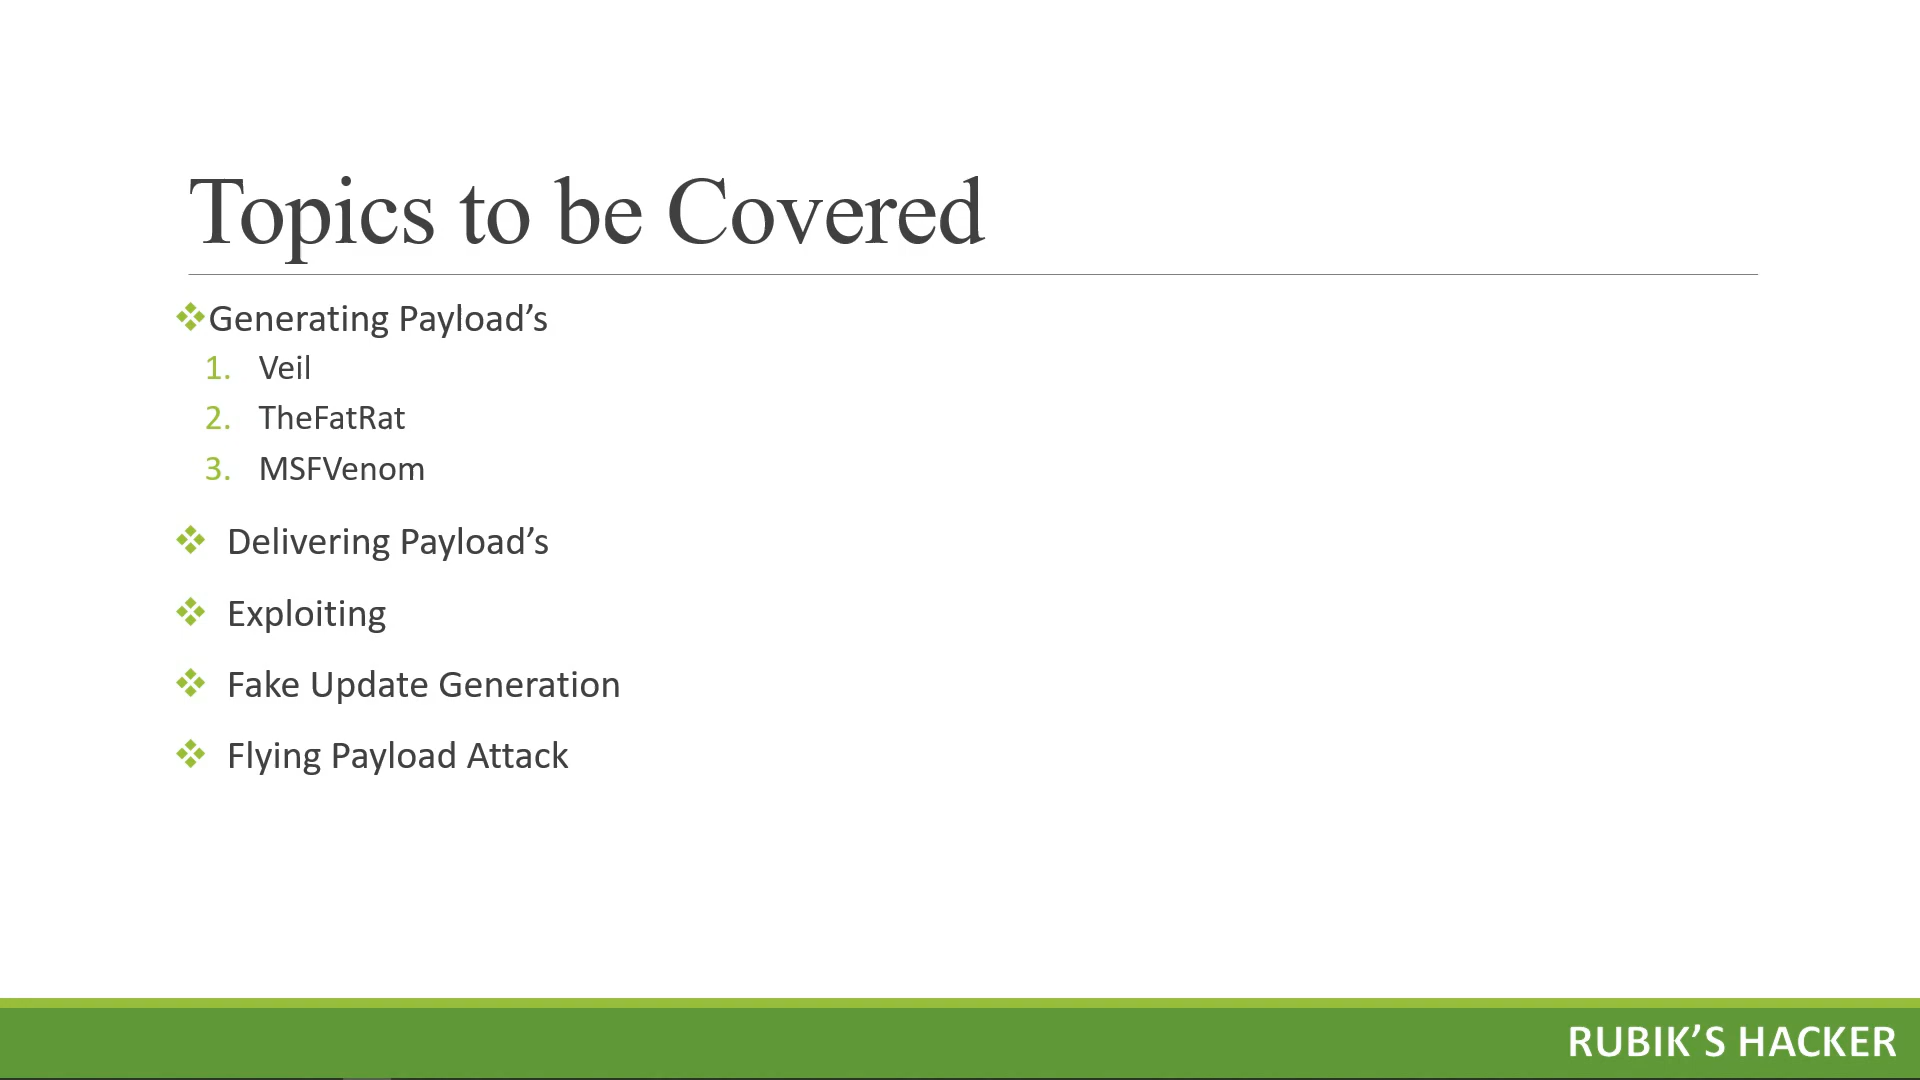 Topics to be Covered
❖Generating Payload’s
1. Veil
2. TheFatRat
3. MSFVenom
❖ Delivering Payload’s
❖ Exploiting
❖ Fake Update Generation
❖ Flying Payload Attack
RUBIK’S HACKER